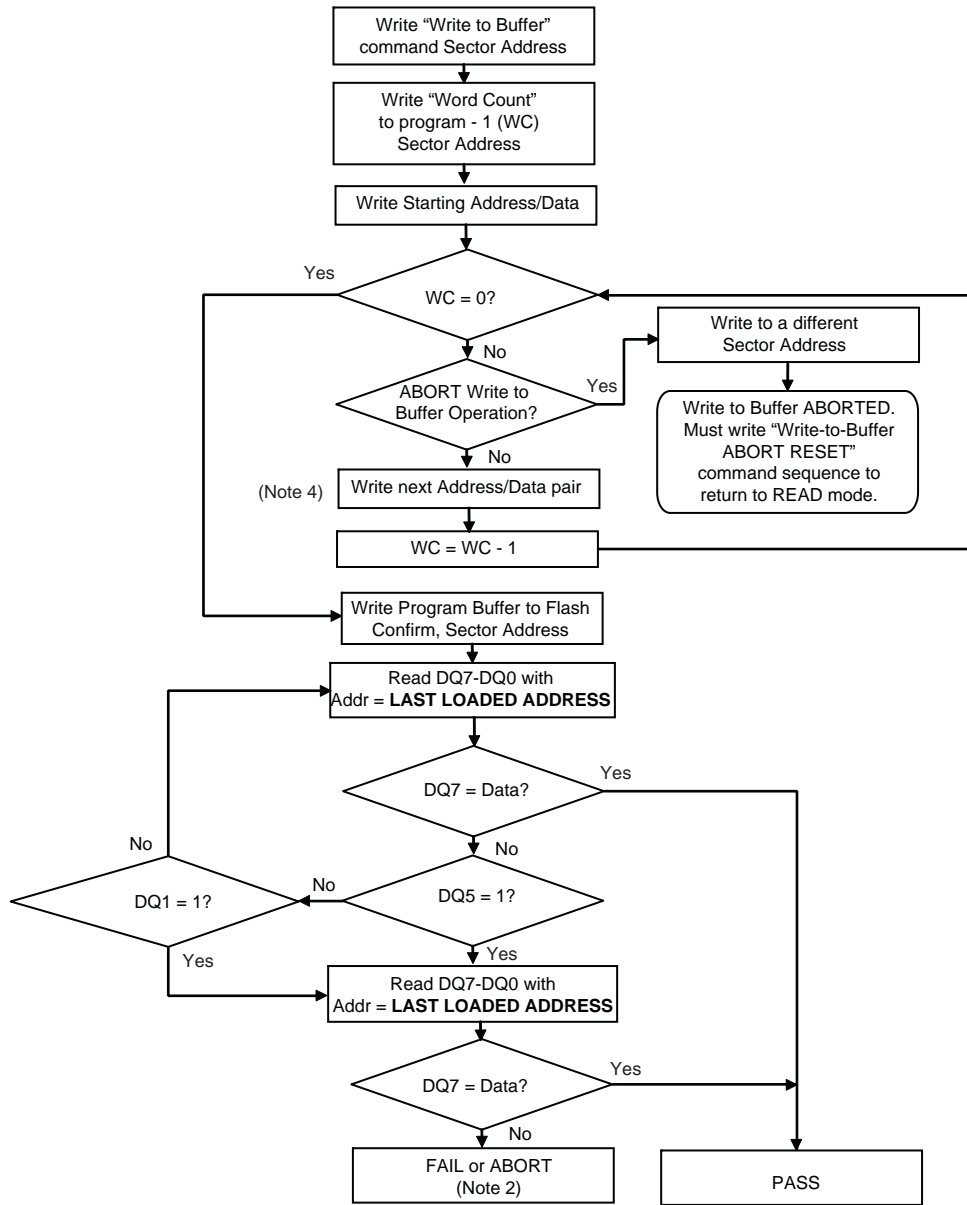 Write “Write to Buffer”
command Sector Address
Write “Word Count”
to program - 1 (WC)
Sector Address
Write Starting Address/Data
Yes
WC = 0?
No
Write to a different
Sector Address
ABORT Write to
Buffer Operation?
Yes
No
Write to Buffer ABORTED.
Must write “Write-to-Buffer
ABORT RESET”
command sequence to
return to READ mode.
(Note 4)
Write next Address/Data pair
WC = WC - 1
Write Program Buffer to Flash
Confirm, Sector Address
Read DQ7-DQ0 with
Addr = LAST LOADED ADDRESS
DQ7 = Data?
Yes
No
No
DQ1 = 1?
No
DQ5 = 1?
Yes
Yes
Read DQ7-DQ0 with
Addr = LAST LOADED ADDRESS
DQ7 = Data?
Yes
No
FAIL or ABORT
(Note 2)
PASS